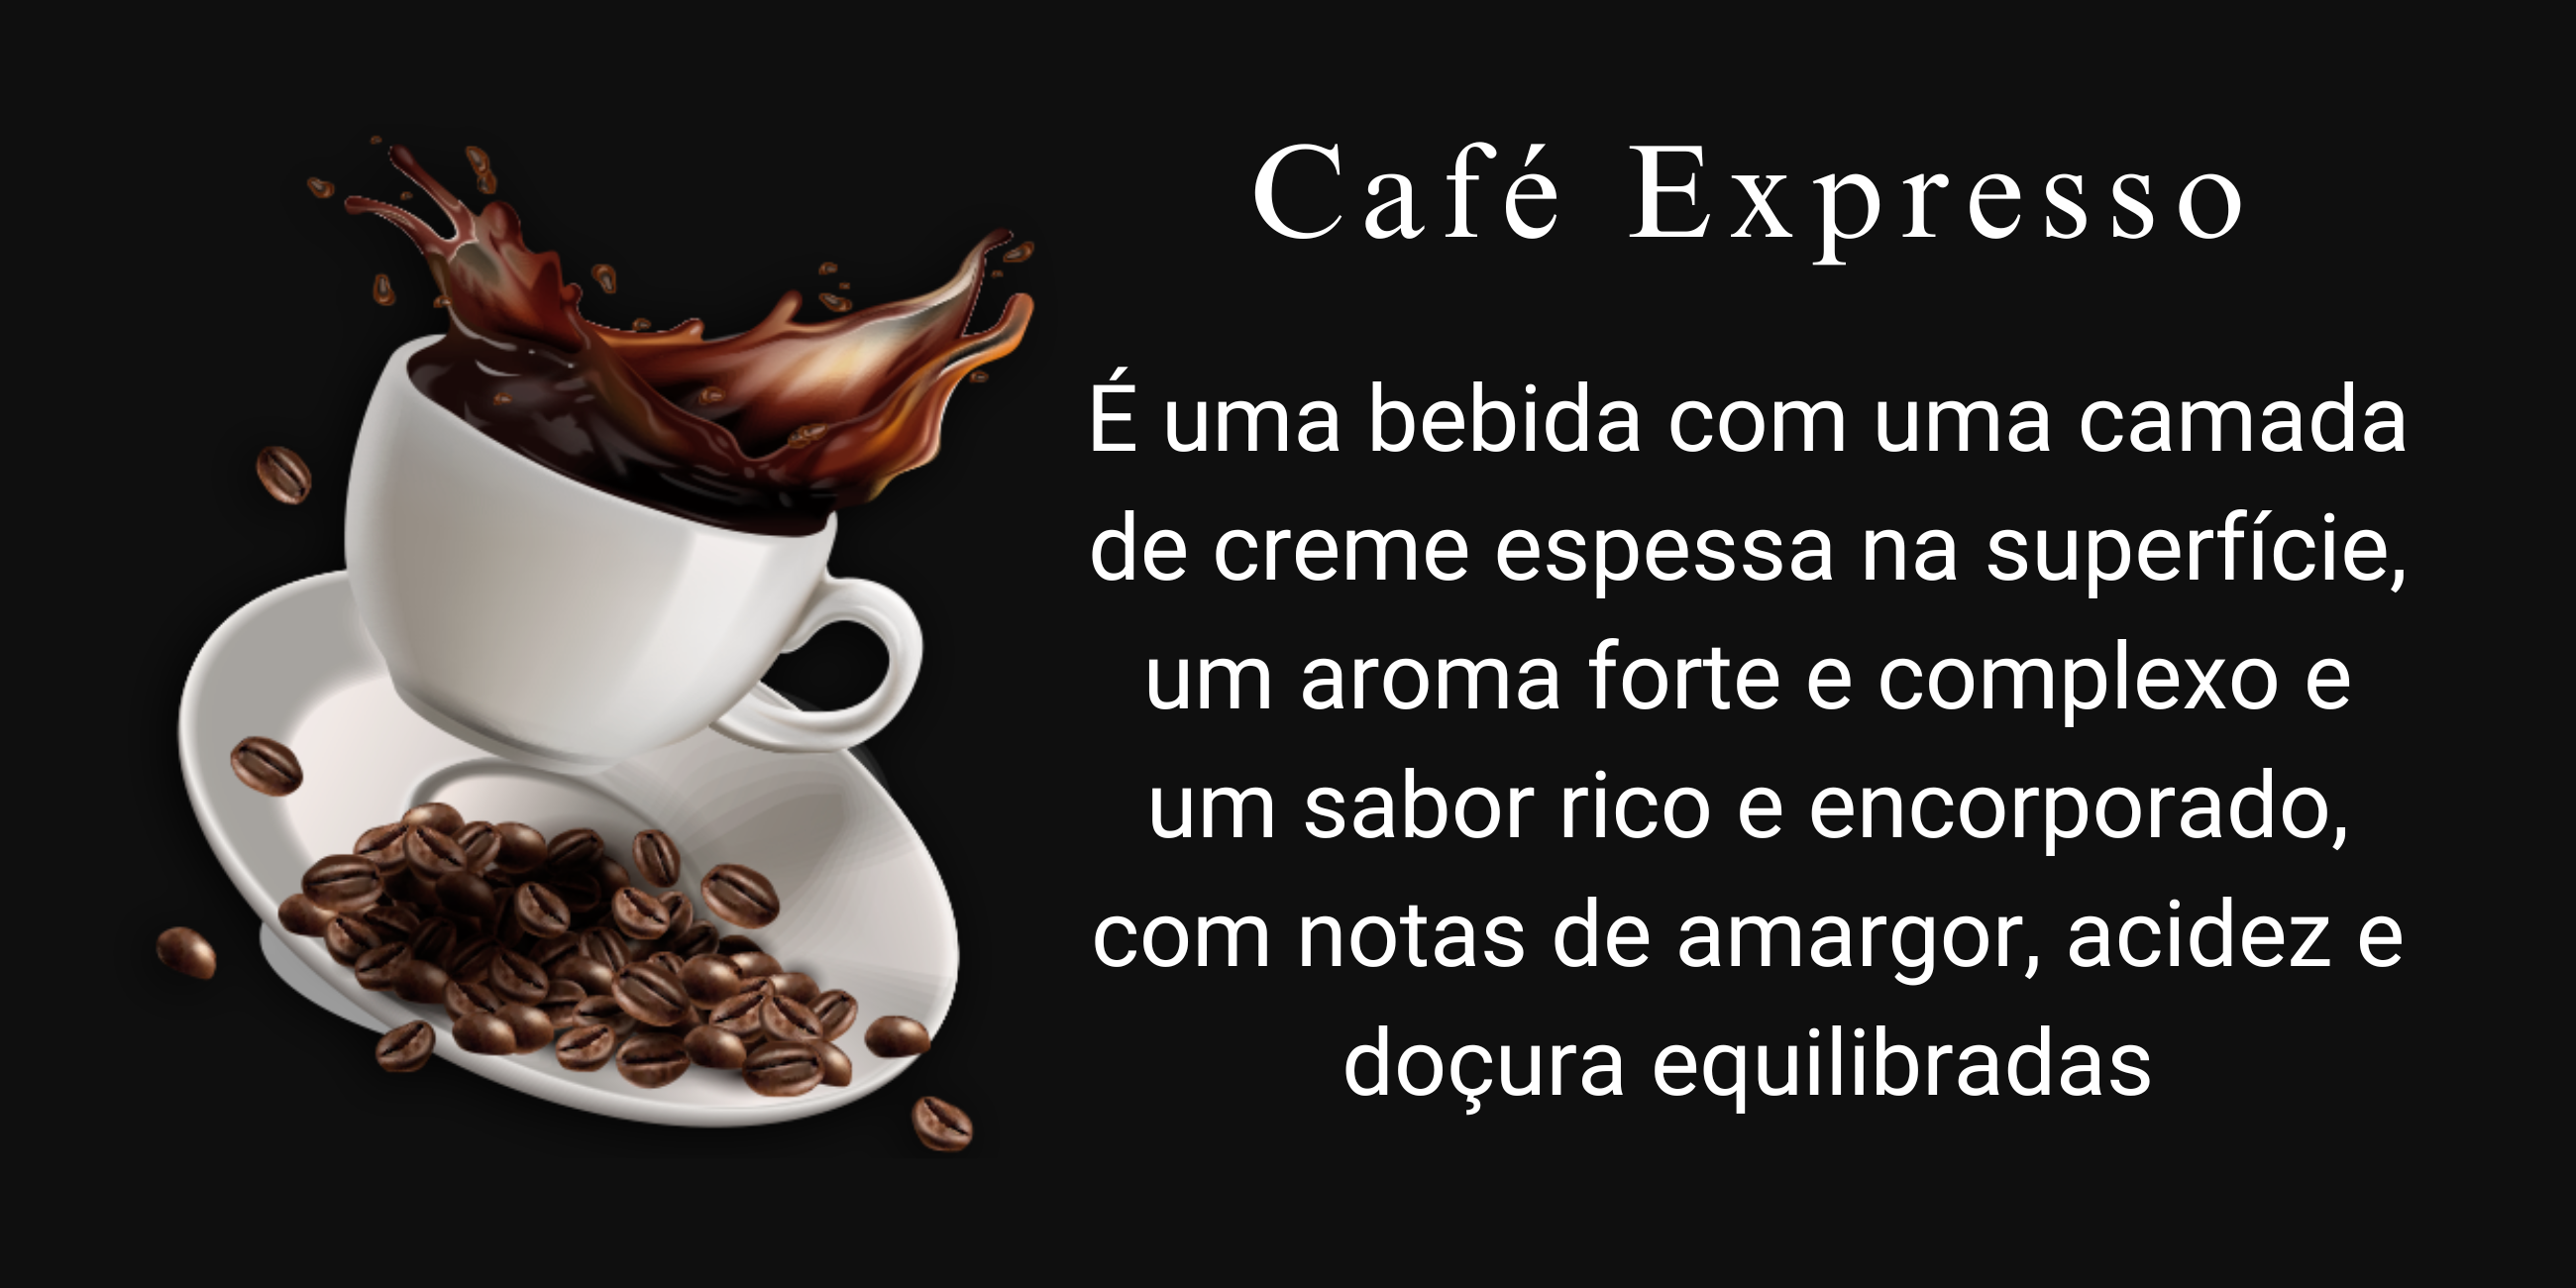 Café Expresso
É uma bebida com uma camada
de creme espessa na superfície,
um aroma forte e complexo e
um sabor rico e encorporado,
com notas de amargor, acidez e
doçura equilibradas